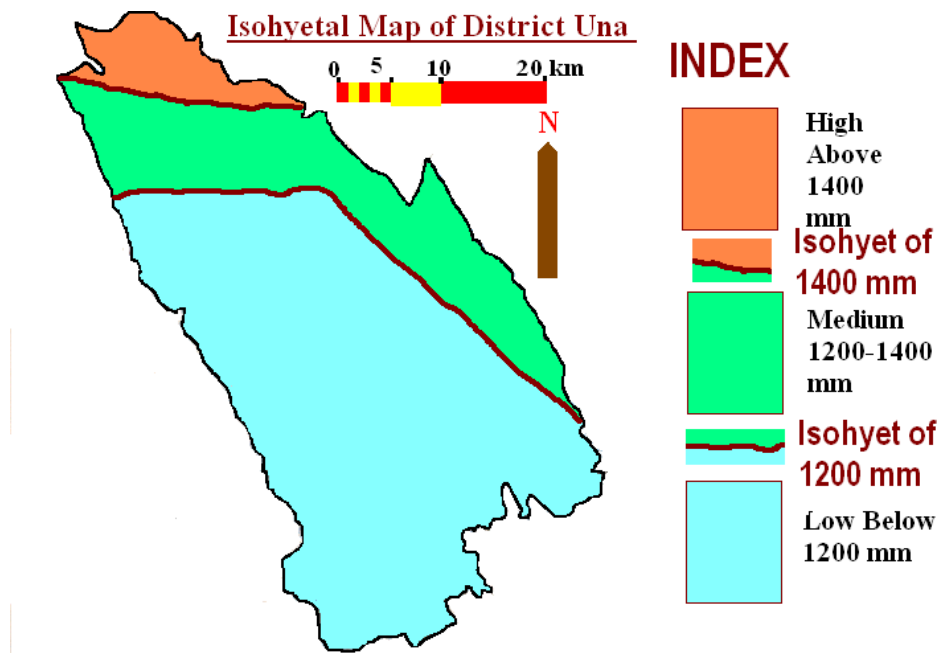 Isohyetal Map of District Una
0 5 10 20 km
N
INDEX
High
Above
1400
mm
Isohyet of
1400 mm
Medium
1200-1400
mm
Isohyet of
1200 mm
Low Below
1200 mm